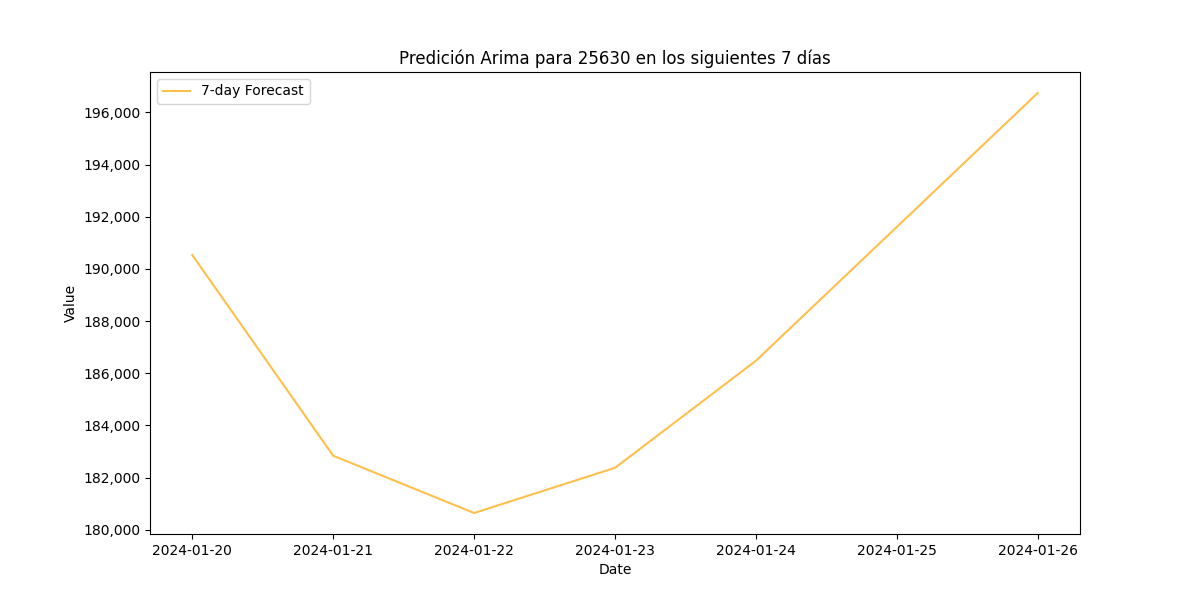 Predición Arima para 25630 en los siguientes 7 días
7-day Forecast
Value
196,000
194,000
192,000
190,000
188,000
186,000
184,000
182,000
180,000
2024-01-20 2024-01-21 2024-01-22 2024-01-23 2024-01-24 2024-01-25 2024-01-26
Date